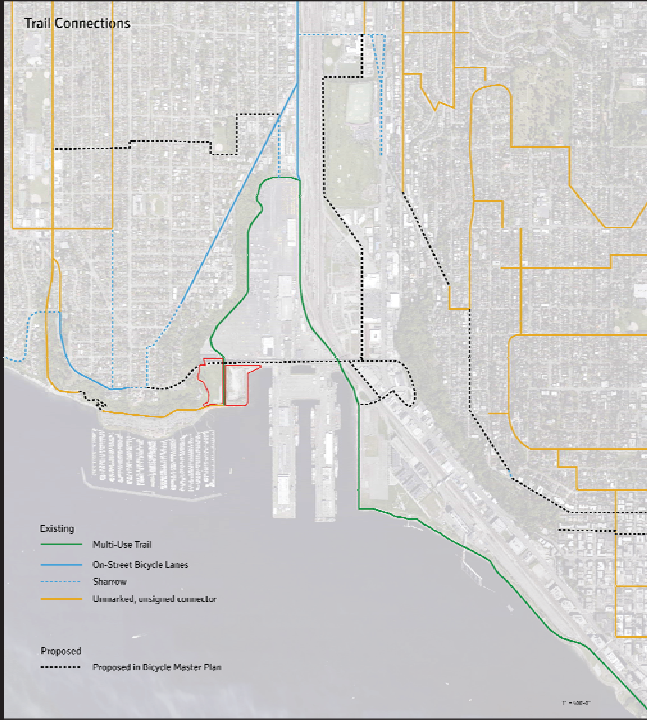 Trail Connections
Existing
Multi-Use Trail
On-Street Bicycle Lanes
Sharrow
Unmarked, unsigned connector
Proposed
Proposed in Bicycle Master Plan